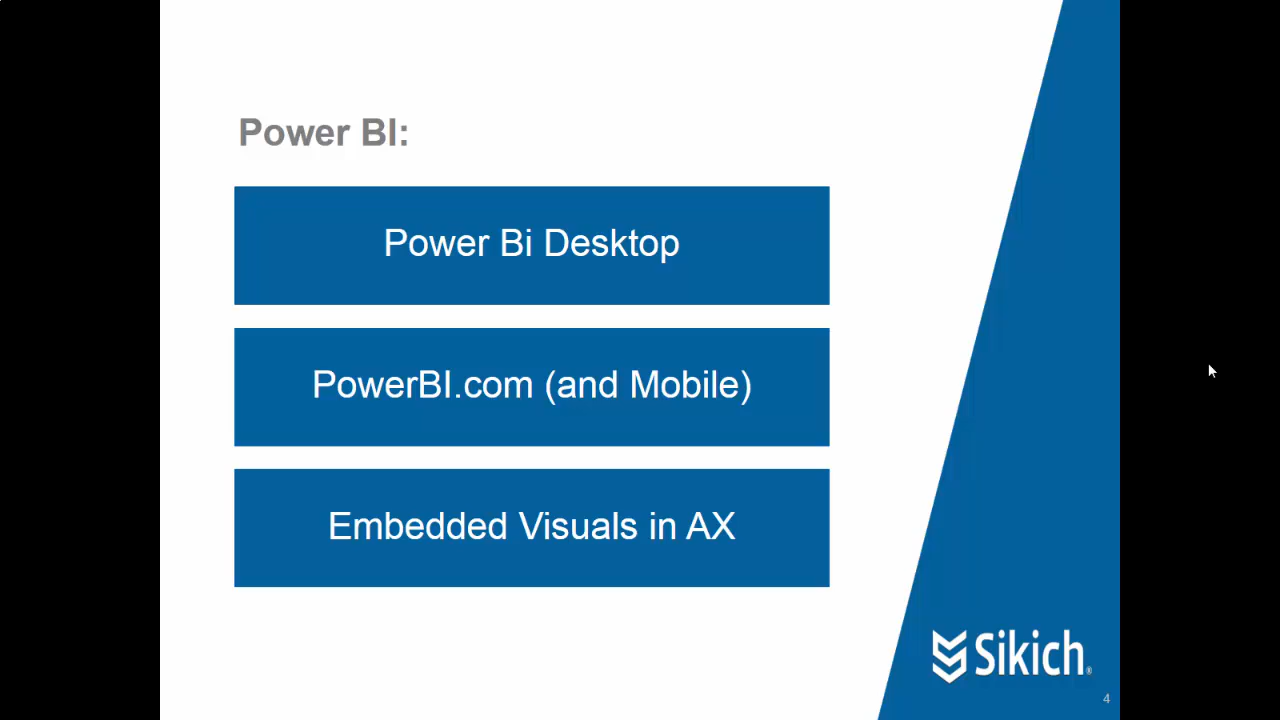 Power BI:
Power Bi Desktop
PowerBI.com (and Mobile)
Embedded Visuals in AX
Sikich®
4